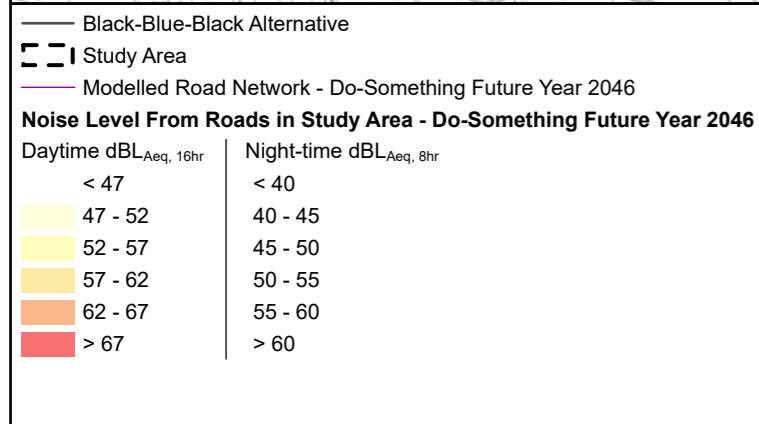 Black-Blue-Black Alternative
Study Area
Modelled Road Network - Do-Something Future Year 2046
Noise Level From Roads in Study Area - Do-Something Future Year 2046
Daytime dBLAeq, 16hr Night-time dBLAeq, 8hr
< 47 < 40
47 - 52 40 - 45
52 - 57 45 - 50
57 - 62 50 - 55
62 - 67 55 - 60
> 67 > 60